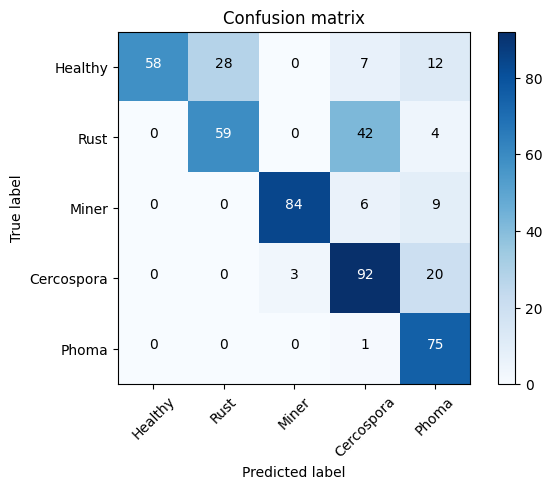 Confusion matrix
Healthy 58 28 0 7 12
Rust 0 59 0 42 4
Miner 0 0 84 6 9
Cercospora 0 0 3 92 20
Phoma 0 0 0 1 75
Healthy Rust Miner Cercospora Phoma
Predicted label
True label
80
60
40
20
0